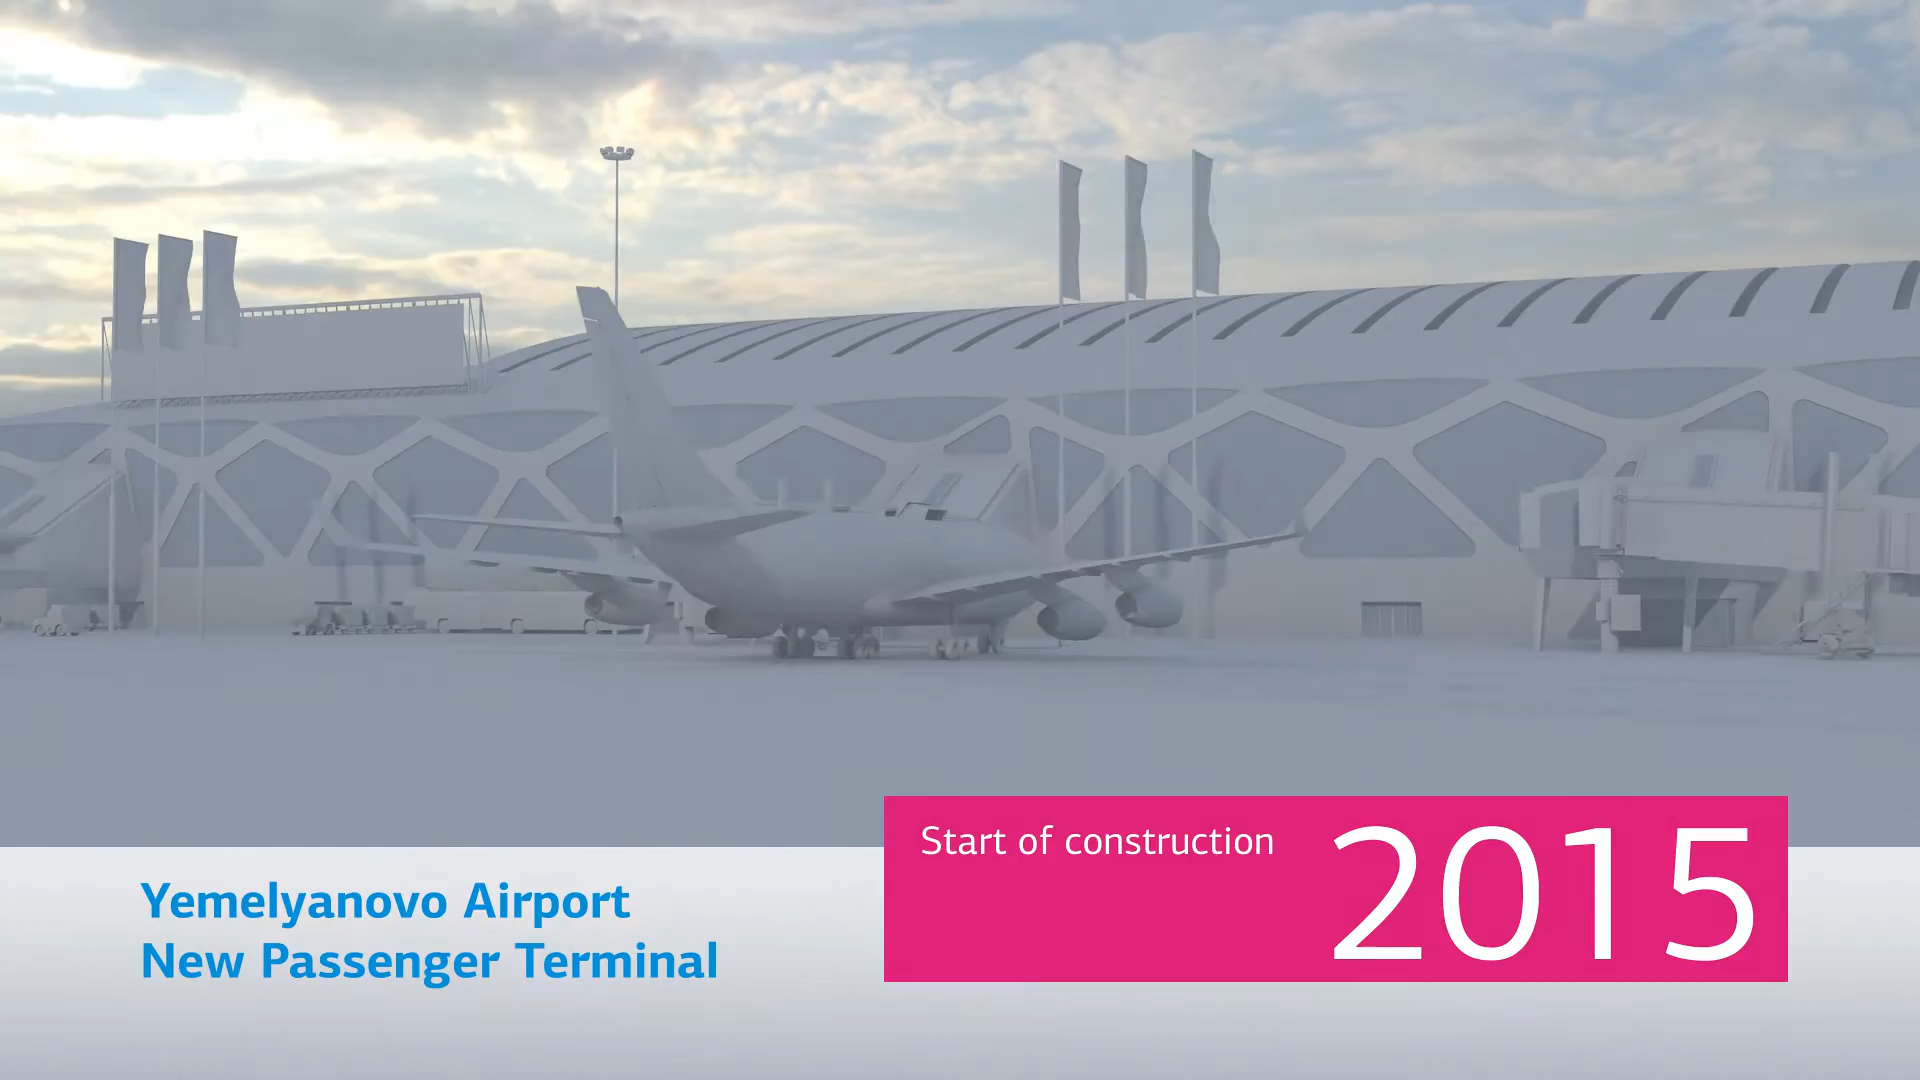 Start of construction
2015
Yemelyanovo Airport
New Passenger Terminal